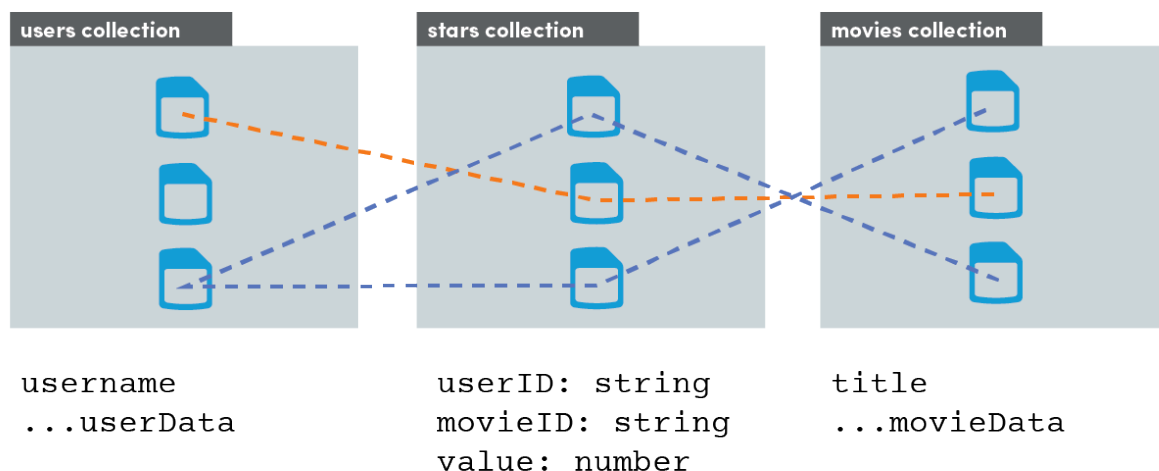 users collection
stars collection
movies collection
username
...userData
userID: string
movieID: string
value: number
title
...movieData